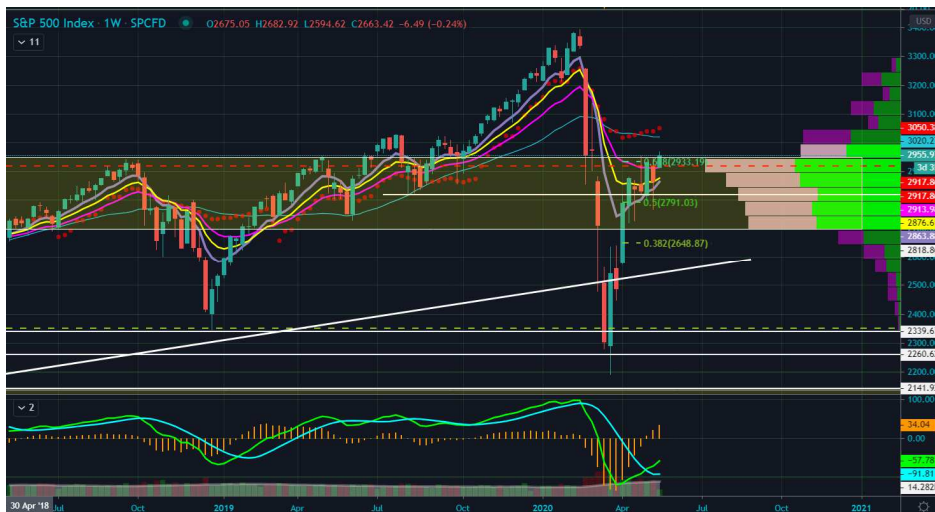 S&P 500 Index · 1W · SPCFD O2675.05 H2682.92 L2594.62 C2663.42 −6.49 (−0.24%)
USD
11
3300.0
3200.0
3050.3
3020.2
2955.9
0.618(2933.19)
3d 3
2917.8
2917.8
2913.9
2876.6
2863.8
0.5(2791.03)
2818.8
0.382(2648.87)
2500.0
2400.0
2339.6
2300.0
2260.6
2200.0
2141.9
2
100.00
34.04
0.00
-57.78
-91.81
14.282
30 Apr '18
Jul
Oct
2019
Apr
Jul
Oct
2020
Apr
Jul
Oct
2021